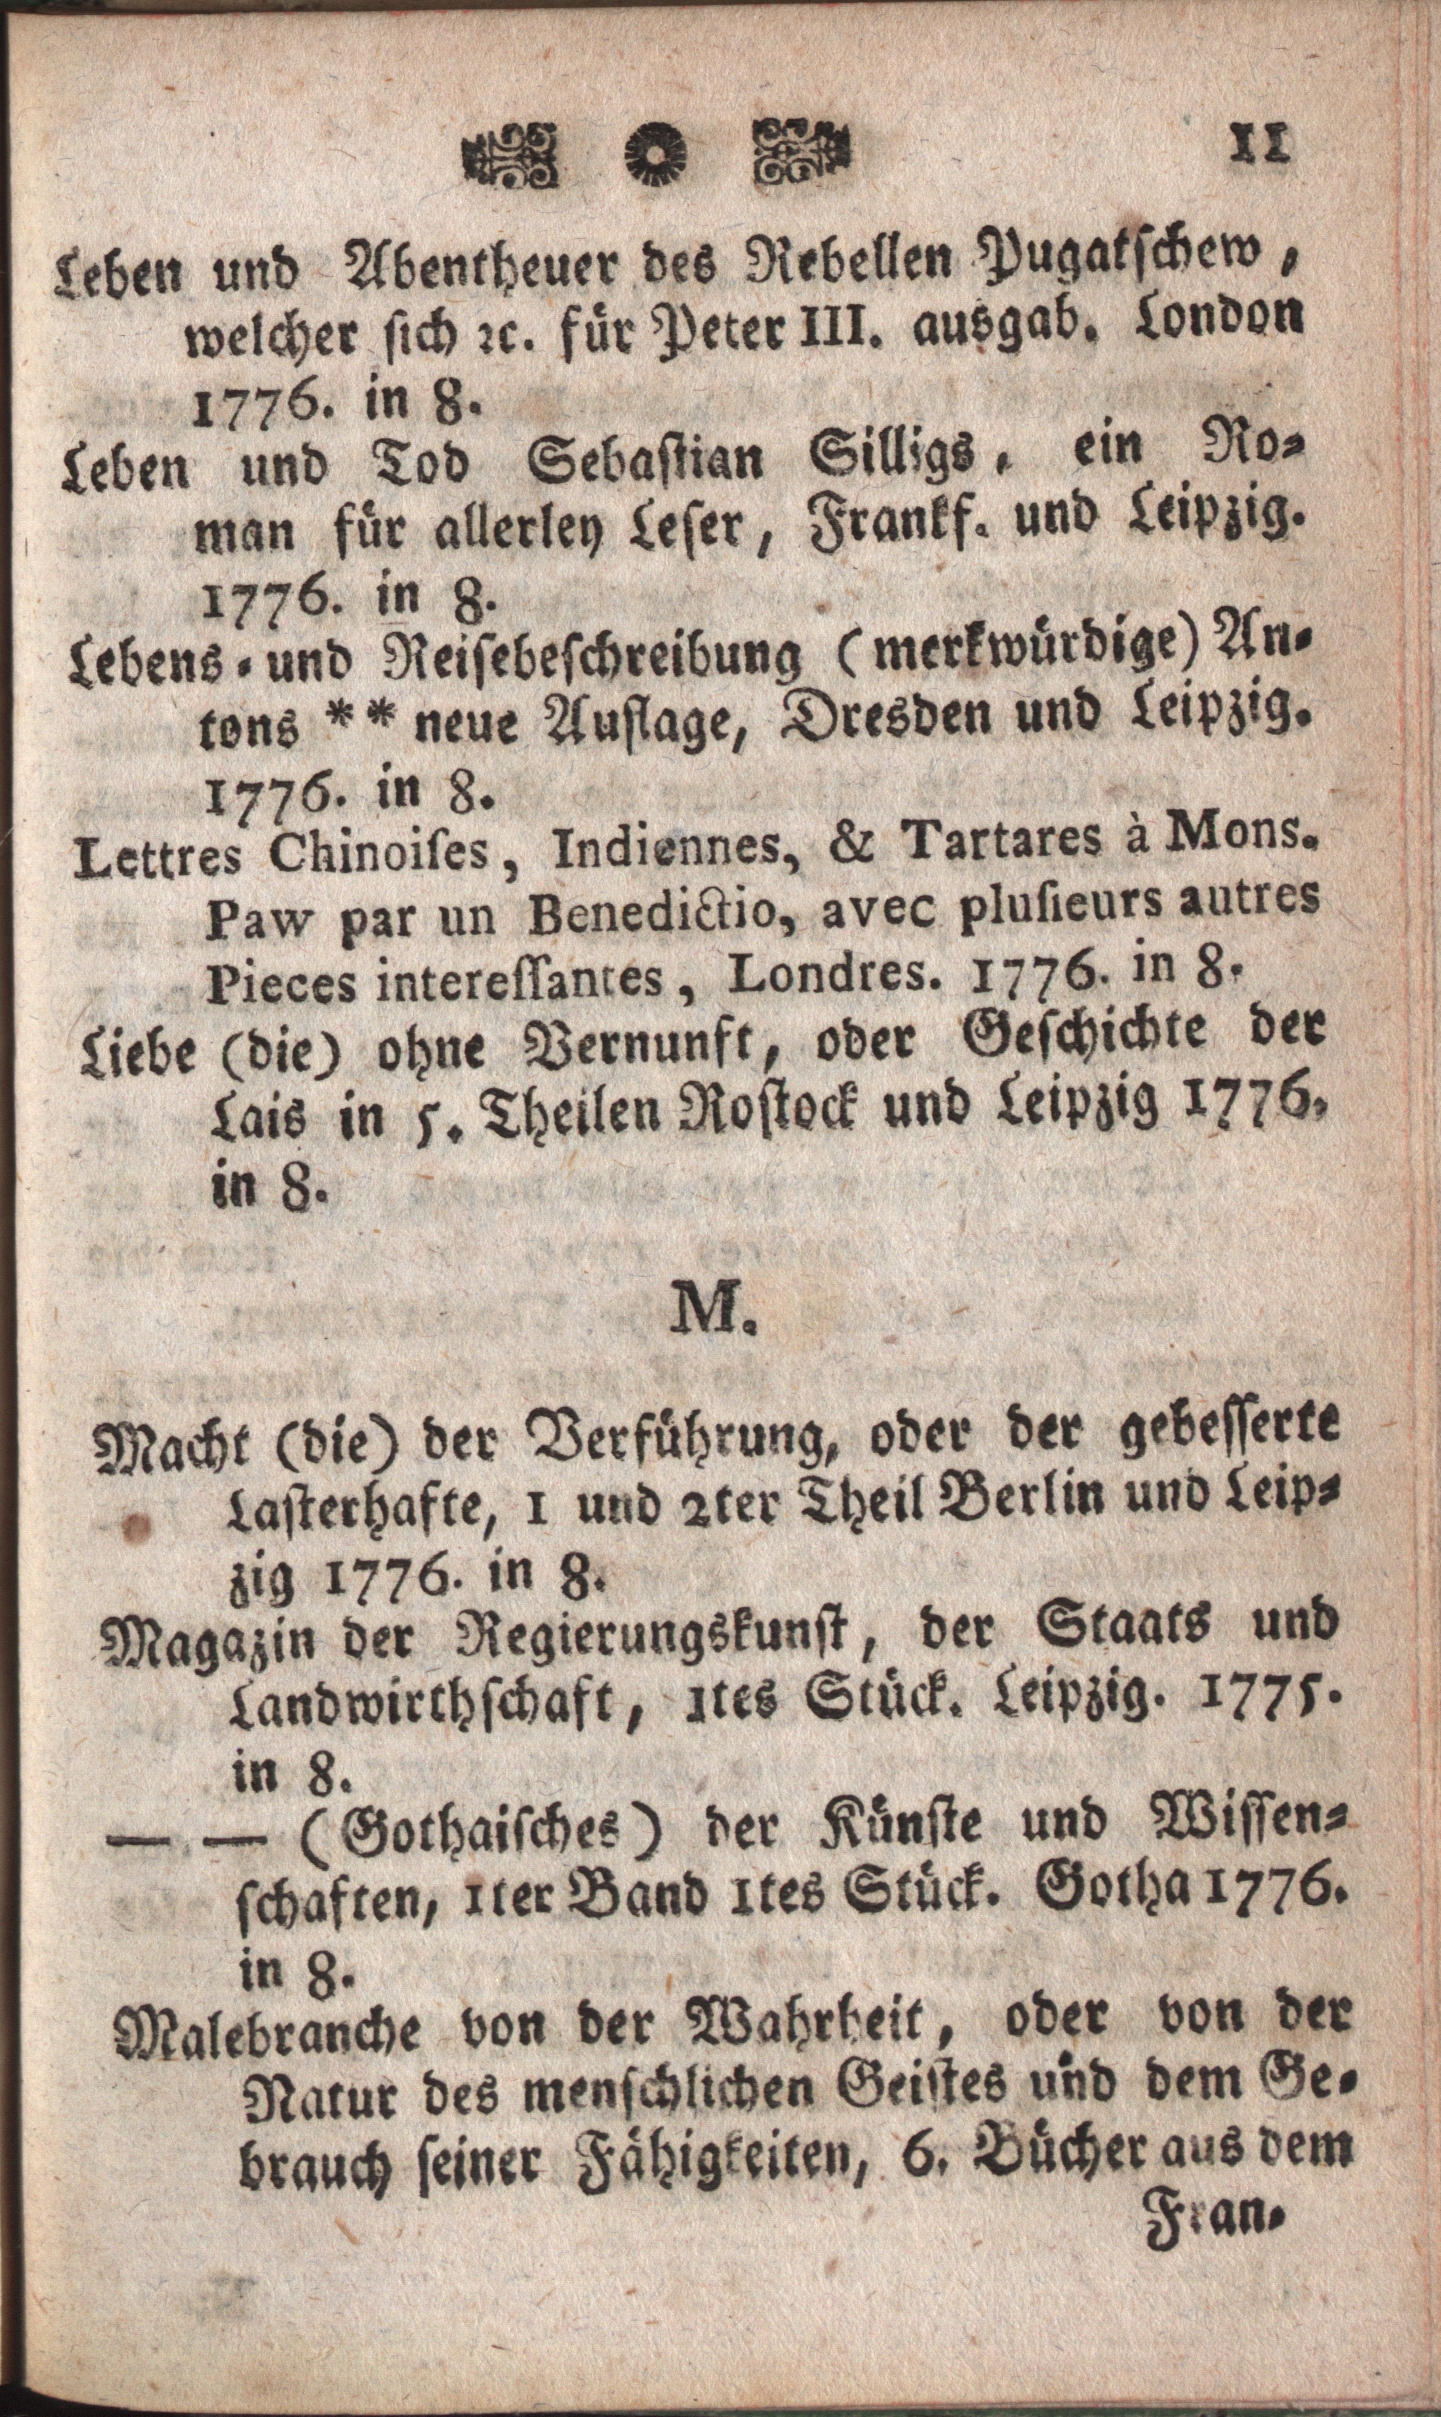 11
Leben und Abentheuer des Rebellen Pugatschew,
welcher sich ꝛc. für Peter III. ausgab. London
1776. in 8.
Leben und Tod Sebastian Silligs, ein Ro-
man für allerley Leser, Frankf. und Leipzig.
1776. in 8.
Lebens- und Reisebeschreibung (merkwürdige) An-
tons ** neue Auflage, Dresden und Leipzig.
1776. in 8.
Lettres Chinoiſes, Indiennes, & Tartares à Mons.
Paw par un Benedictio, avec pluſieurs autres
Pieces intereſſantes, Londres. 1776. in 8.
Liebe (die) ohne Vernunft, oder Geschichte der
Lais in 5. Theilen Rostock und Leipzig 1776.
in 8.
M.
Macht (die) der Verführung, oder der gebesserte
Lasterhafte, 1 und 2ter Theil Berlin und Leip-
zig 1776. in 8.
Magazin der Regierungskunst, der Staats und
Landwirthschaft, 1tes Stück. Leipzig. 1775.
in 8.
— — (Gothaisches) der Künste und Wissen-
schaften, 1ter Band 1tes Stück. Gotha 1776.
in 8.
Malebranche von der Wahrheit, oder von der
Natur des menschlichen Geistes und dem Ge-
brauch seiner Fähigkeiten, 6. Bücher aus dem
Fran-